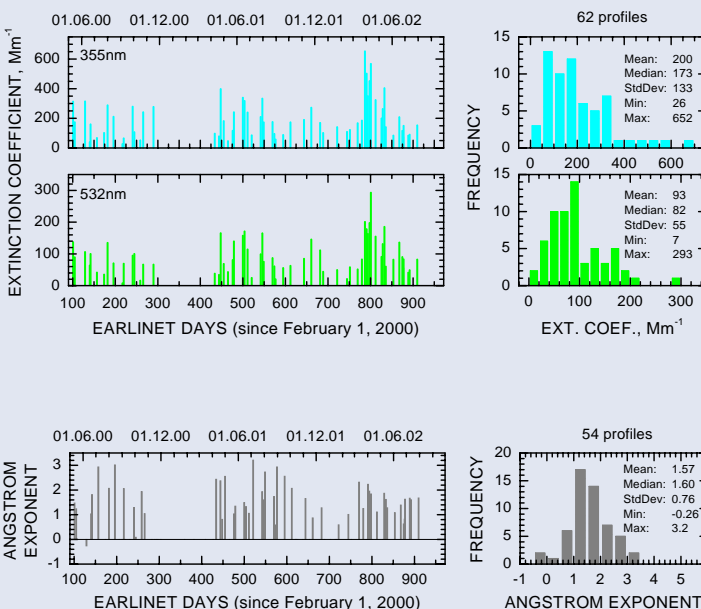 01.06.00 01.12.00 01.06.01 01.12.01 01.06.02
62 profiles
EXTINCTION COEFFICIENT, Mm-1
355nm
600
400
200
0
532nm
300
200
100
0
100 200 300 400 500 600 700 800 900
EARLINET DAYS (since February 1, 2000)
FREQUENCY
15
10
5
0
Mean: 200
Median: 173
StdDev: 133
Min: 26
Max: 652
0 200 400 600
15
10
5
0
Mean: 93
Median: 82
StdDev: 55
Min: 7
Max: 293
0 100 200 300
EXT. COEF., Mm-1
01.06.00 01.12.00 01.06.01 01.12.01 01.06.02
54 profiles
ANGSTROM
EXPONENT
3
2
1
0
-1
100 200 300 400 500 600 700 800 900
EARLINET DAYS (since February 1, 2000)
FREQUENCY
20
15
10
5
0
Mean: 1.57
Median: 1.60
StdDev: 0.76
Min: -0.26
Max: 3.2
-1 0 1 2 3 4 5
ANGSTROM EXPONENT